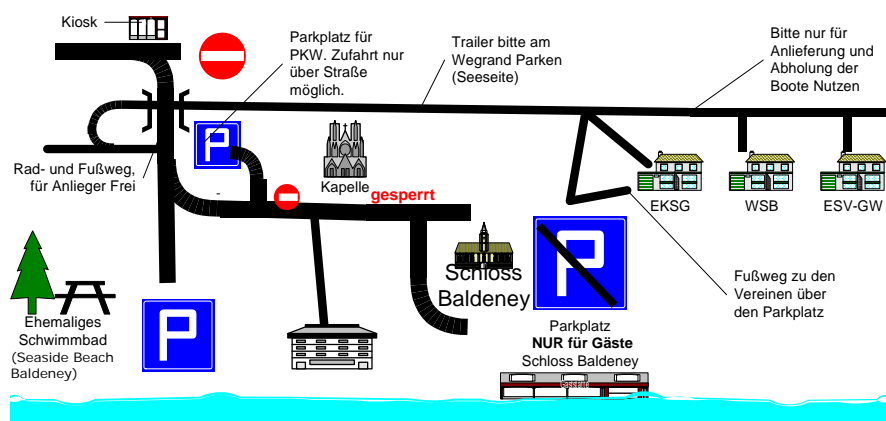 Kiosk
Parkplatz für
PKW. Zufahrt nur
über Straße
möglich.
Trailer bitte am
Wegrand Parken
(Seeseite)
Bitte nur für
Anlieferung und
Abholung der
Boote Nutzen
P
Rad- und Fußweg,
für Anlieger Frei
Kapelle
gesperrt
EKSG
WSB
ESV-GW
Schloss
Baldeney
P
Fußweg zu den
Vereinen über
den Parkplatz
P
Ehemaliges
Schwimmbad
(Seaside Beach
Baldeney)
Parkplatz
NUR für Gäste
Schloss Baldeney